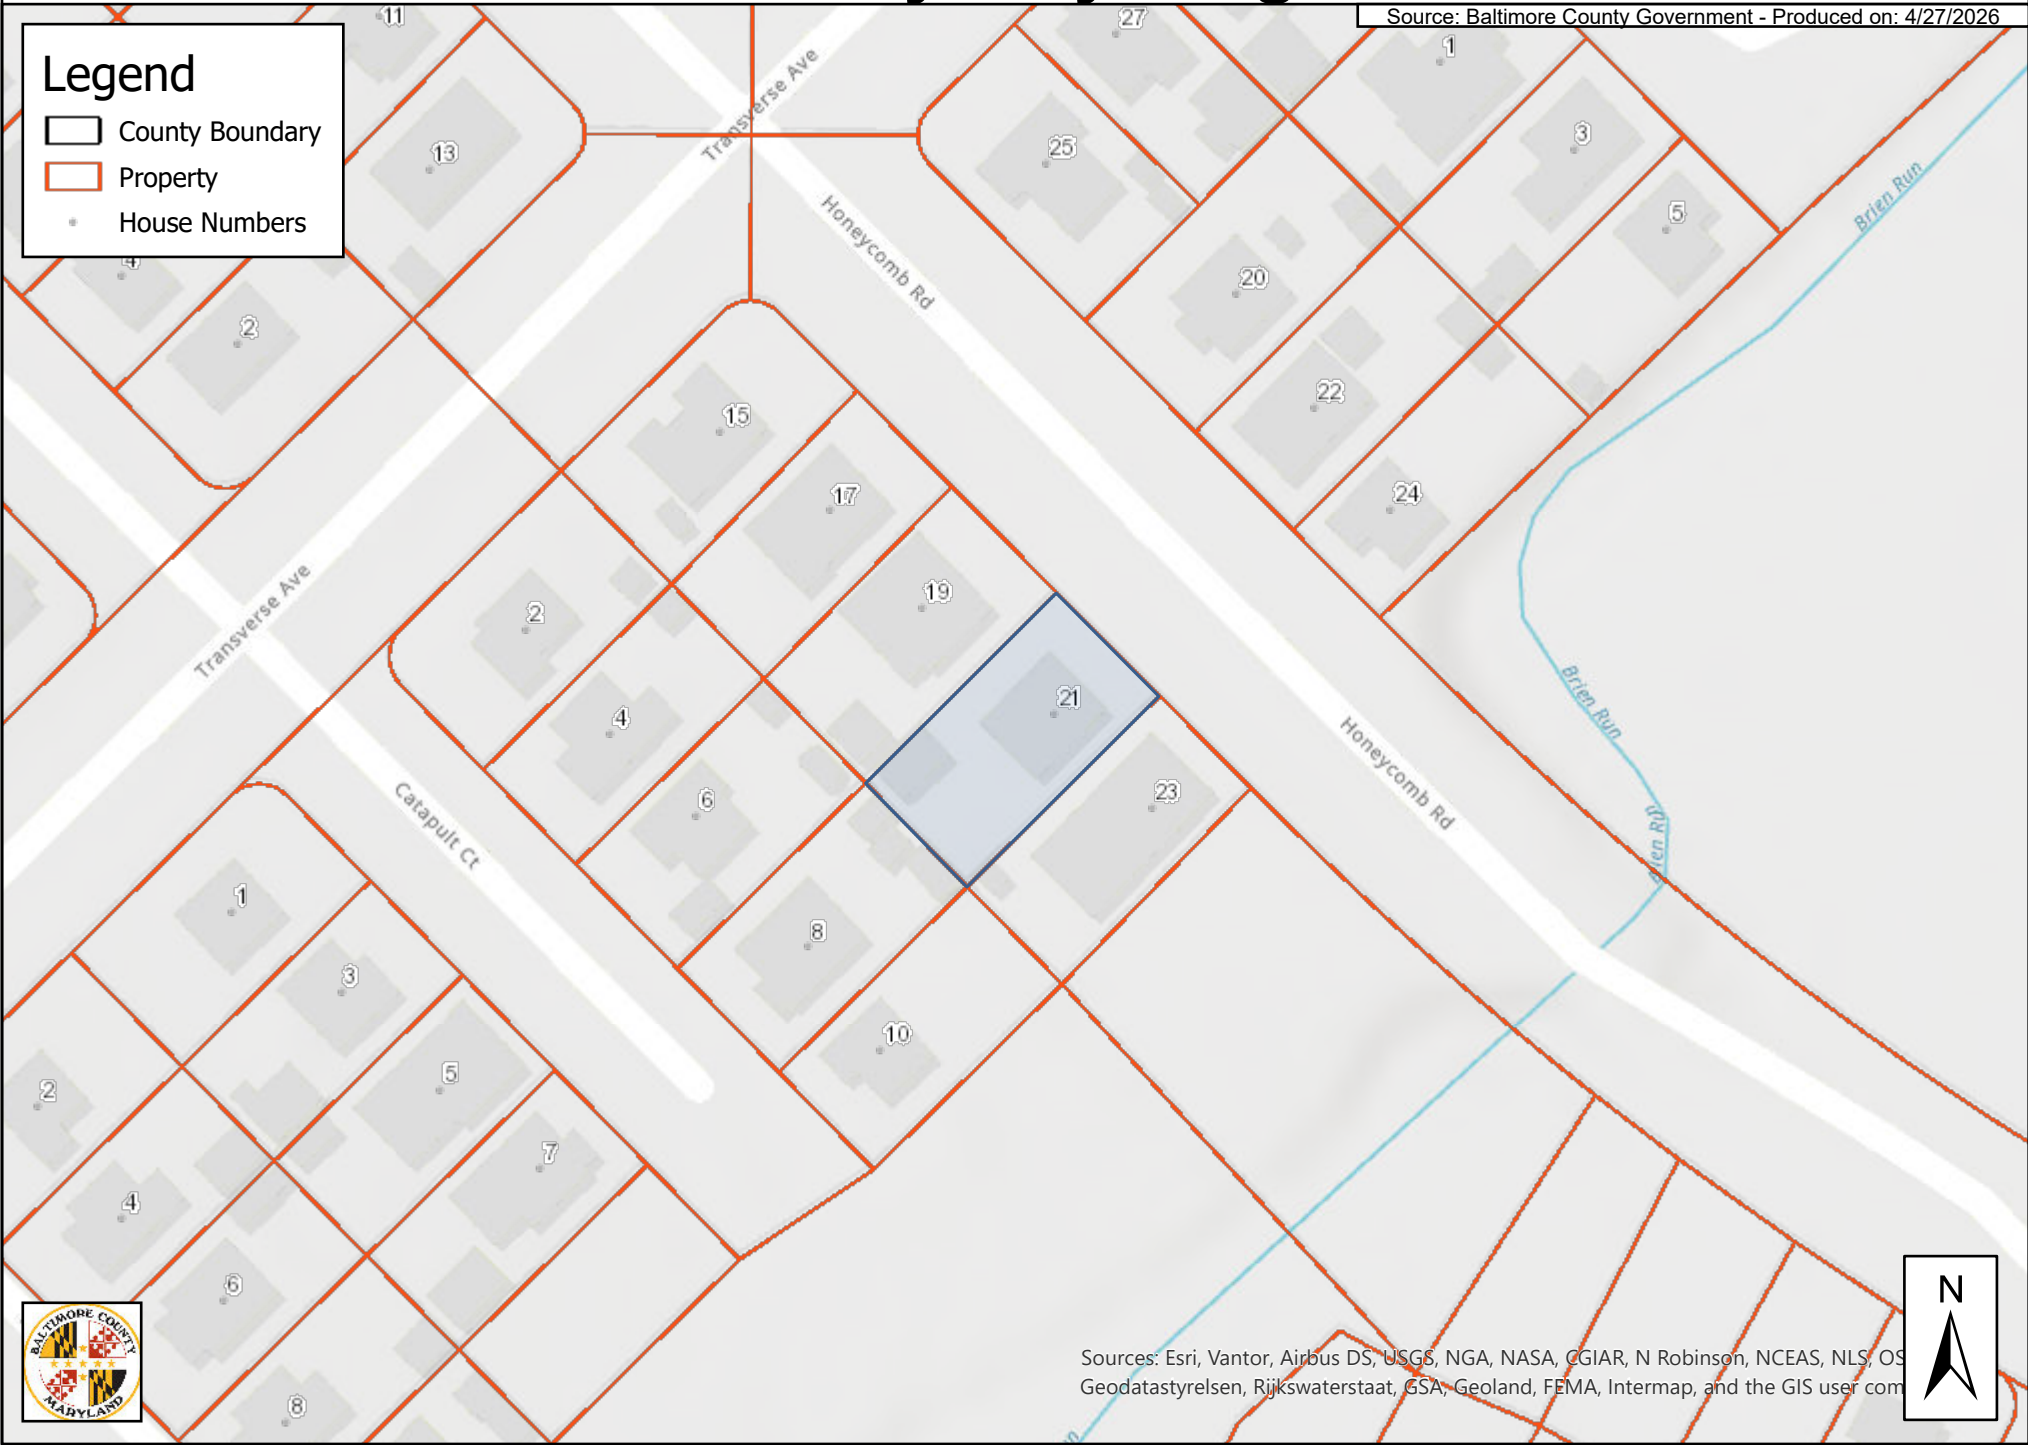 Source: Baltimore County Government - Produced on: 4/27/2026
Legend
County Boundary
Property
House Numbers
11
27
1
Transverse Ave
13
25
3
Brien Run
5
Honeycomb Rd
4
20
2
22
15
17
24
19
Transverse Ave
2
21
Brien Run
4
Honeycomb Rd
6
23
Catapult Ct
1
8
3
10
5
2
7
4
6
8
BALTIMORE COUNTY
MARYLAND
N
Sources: Esri, Vantor, Airbus DS, USGS, NGA, NASA, CGIAR, N Robinson, NCEAS, NLS, OS
Geodatastyrelsen, Rijkswaterstaat, GSA, Geoland, FEMA, Intermap, and the GIS user com